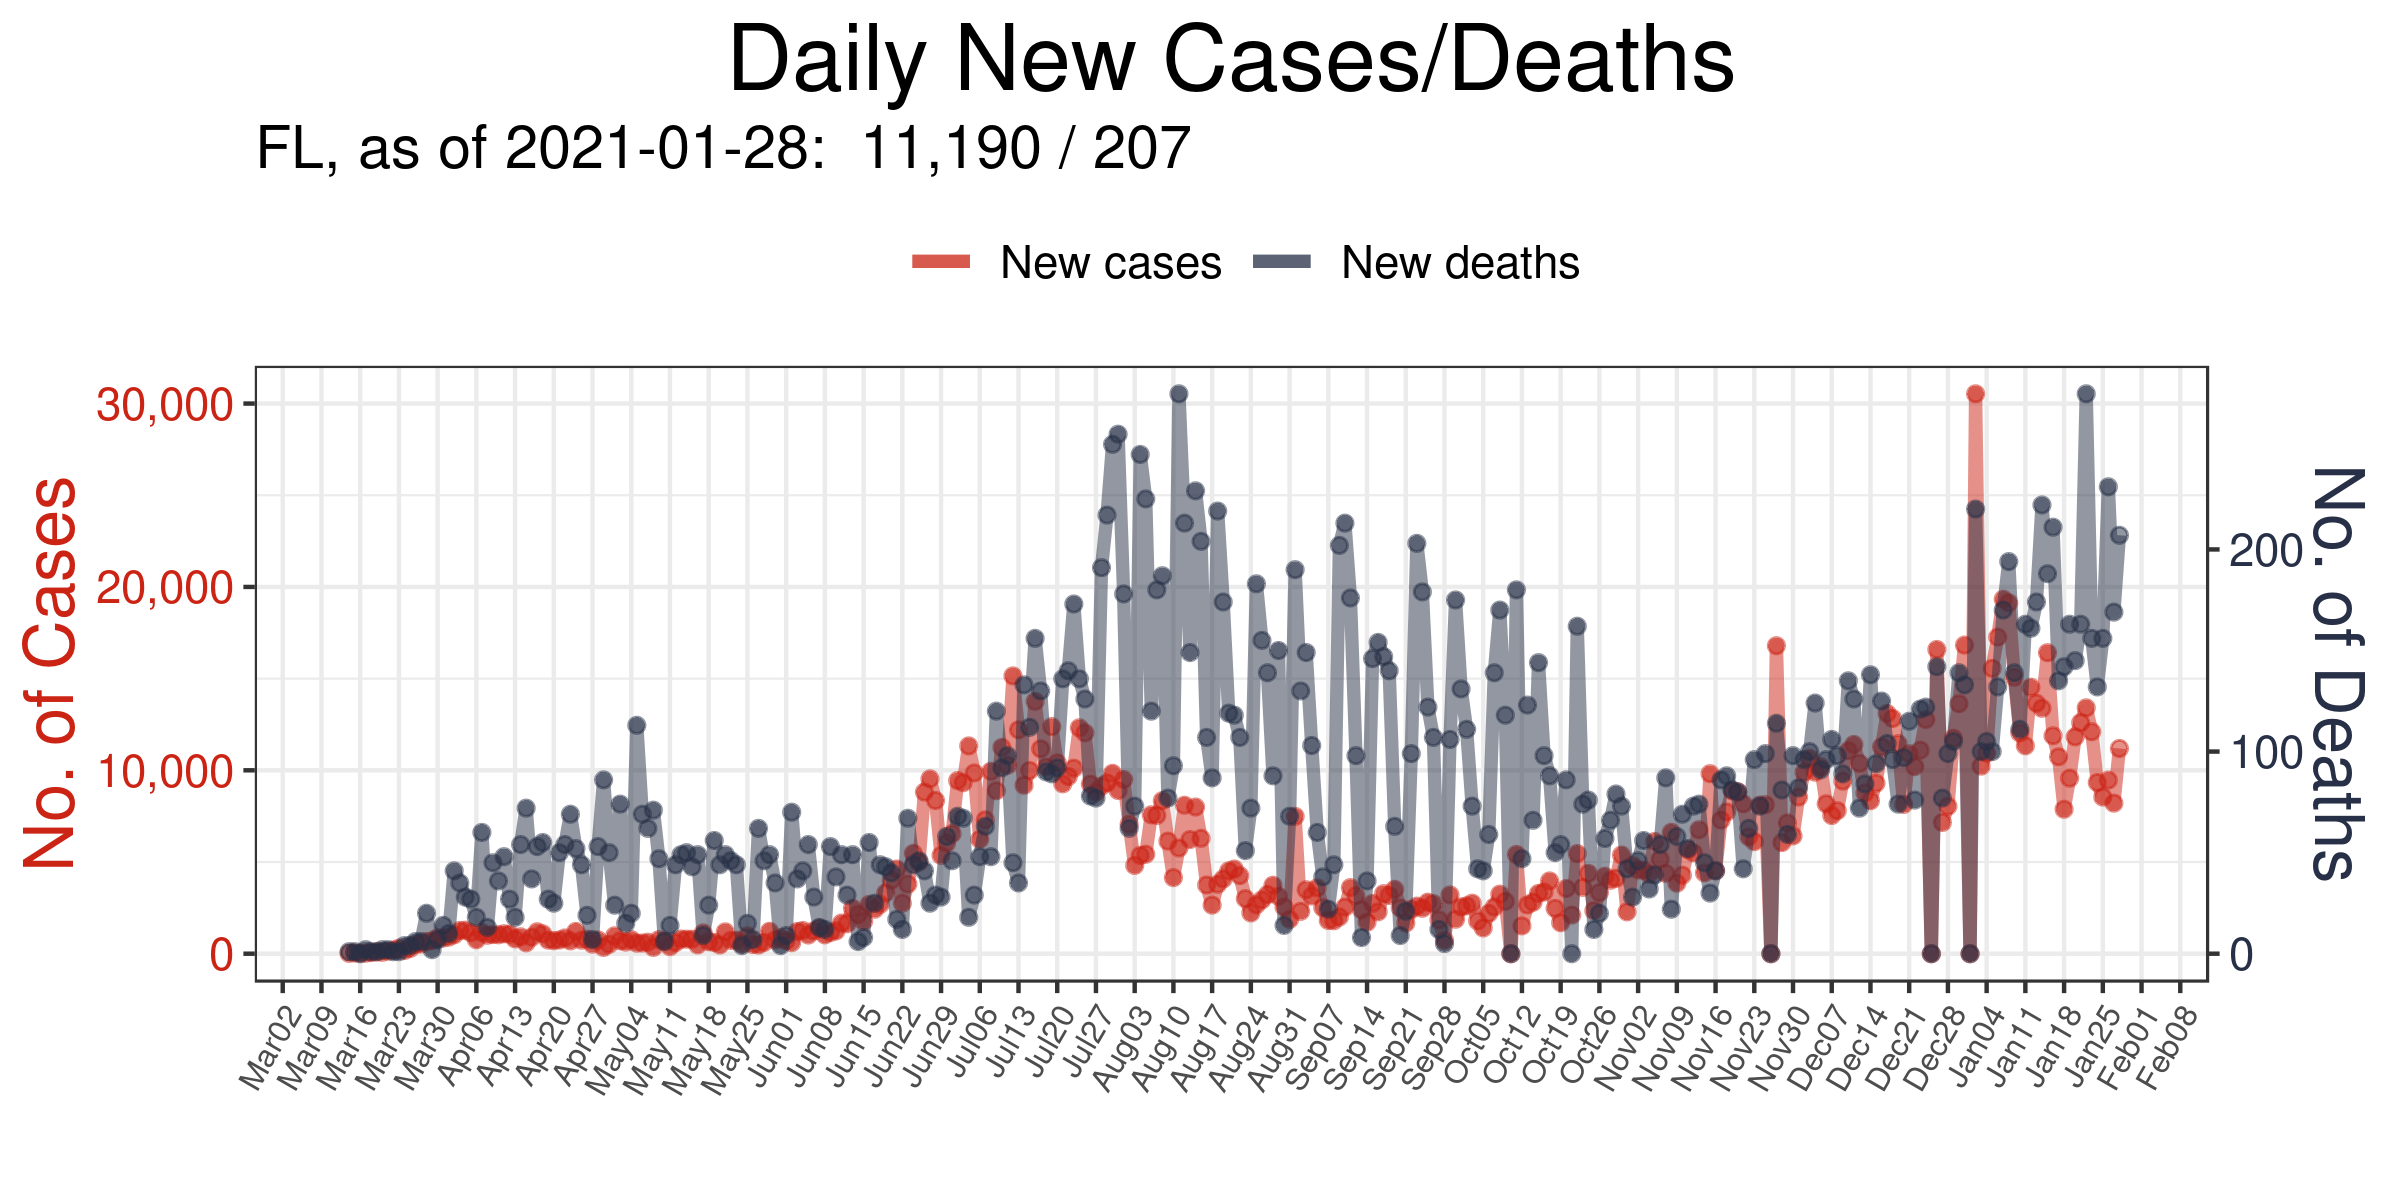 Daily New Cases/Deaths
FL, as of 2021-01-28:  11,190 / 207
New cases
New deaths
No. of Cases
30,000
20,000
10,000
0
200
100
0
No. of Deaths
Mar02
Mar09
Mar16
Mar23
Mar30
Apr06
Apr13
Apr20
Apr27
May04
May11
May18
May25
Jun01
Jun08
Jun15
Jun22
Jun29
Jul06
Jul13
Jul20
Jul27
Aug03
Aug10
Aug17
Aug24
Aug31
Sep07
Sep14
Sep21
Sep28
Oct05
Oct12
Oct19
Oct26
Nov02
Nov09
Nov16
Nov23
Nov30
Dec07
Dec14
Dec21
Dec28
Jan04
Jan11
Jan18
Jan25
Feb01
Feb08